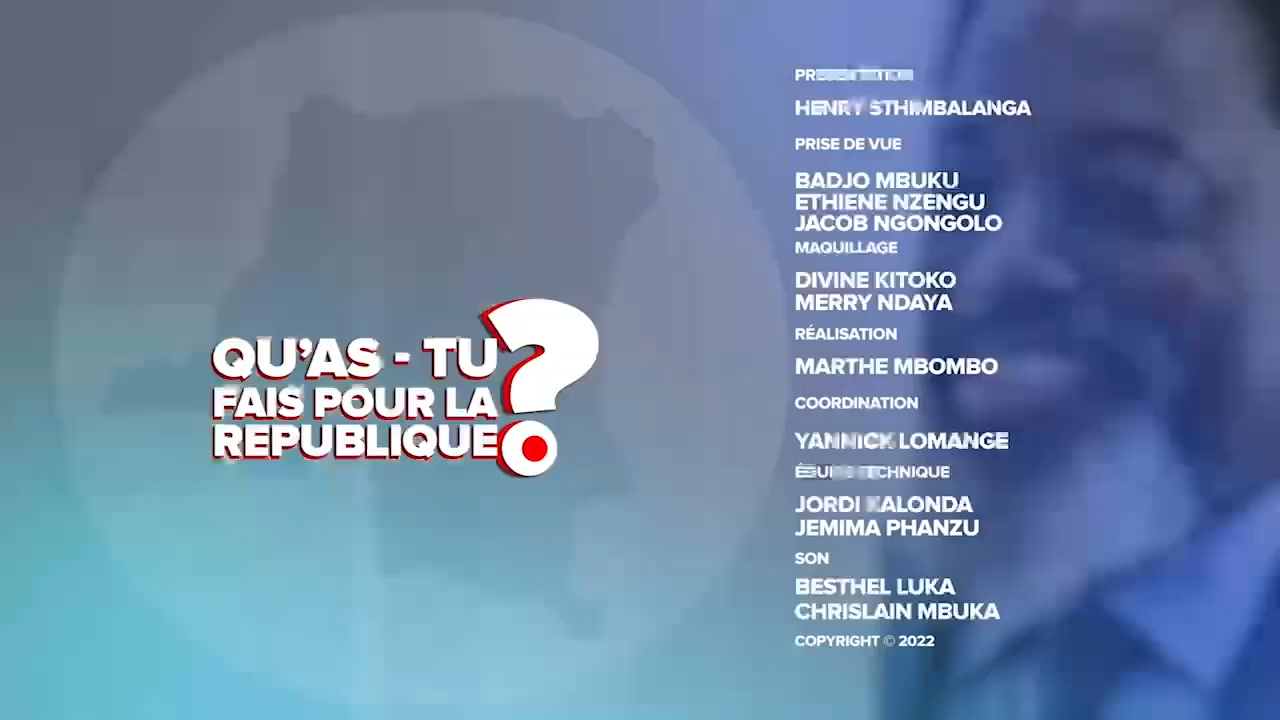 QU'AS - TU
FAIS POUR LA
REPUBLIQUE ?
HENRY STHIMBALANGA
PRISE DE VUE
BADJO MBUKU
ETHIENE NZENGU
JACOB NGONGOLO
MAQUILLAGE
DIVINE KITOKO
MERRY NDAYA
RÉALISATION
MARTHE MBOMBO
COORDINATION
YANNICK LOMANGE
JORDI KALONDA
JEMIMA PHANZU
SON
BESTHEL LUKA
CHRISLAIN MBUKA
COPYRIGHT © 2022